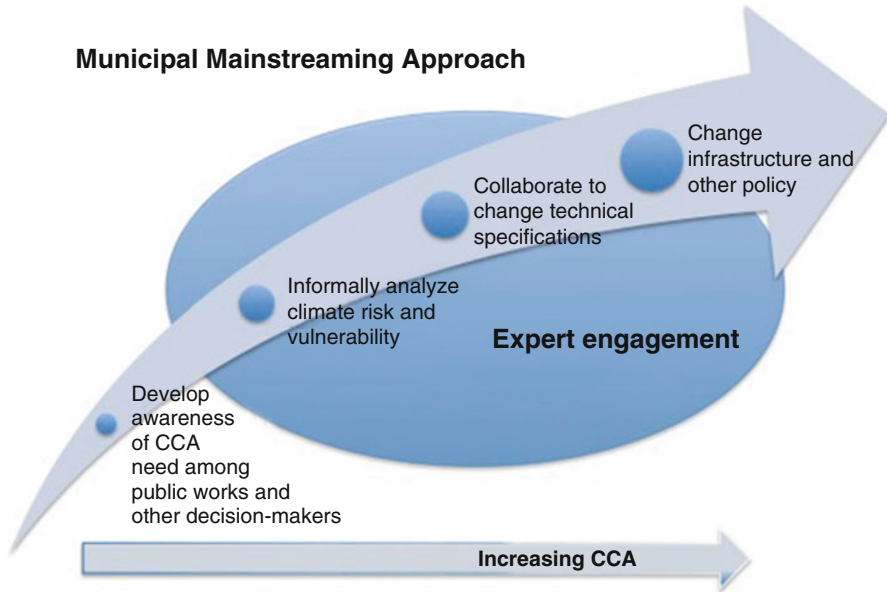 Municipal Mainstreaming Approach
Change
infrastructure and
other policy
Collaborate to
change technical
specifications
Informally analyze
climate risk and
vulnerability
Expert engagement
Develop
awareness
of CCA
need among
public works and
other decision-makers
Increasing CCA